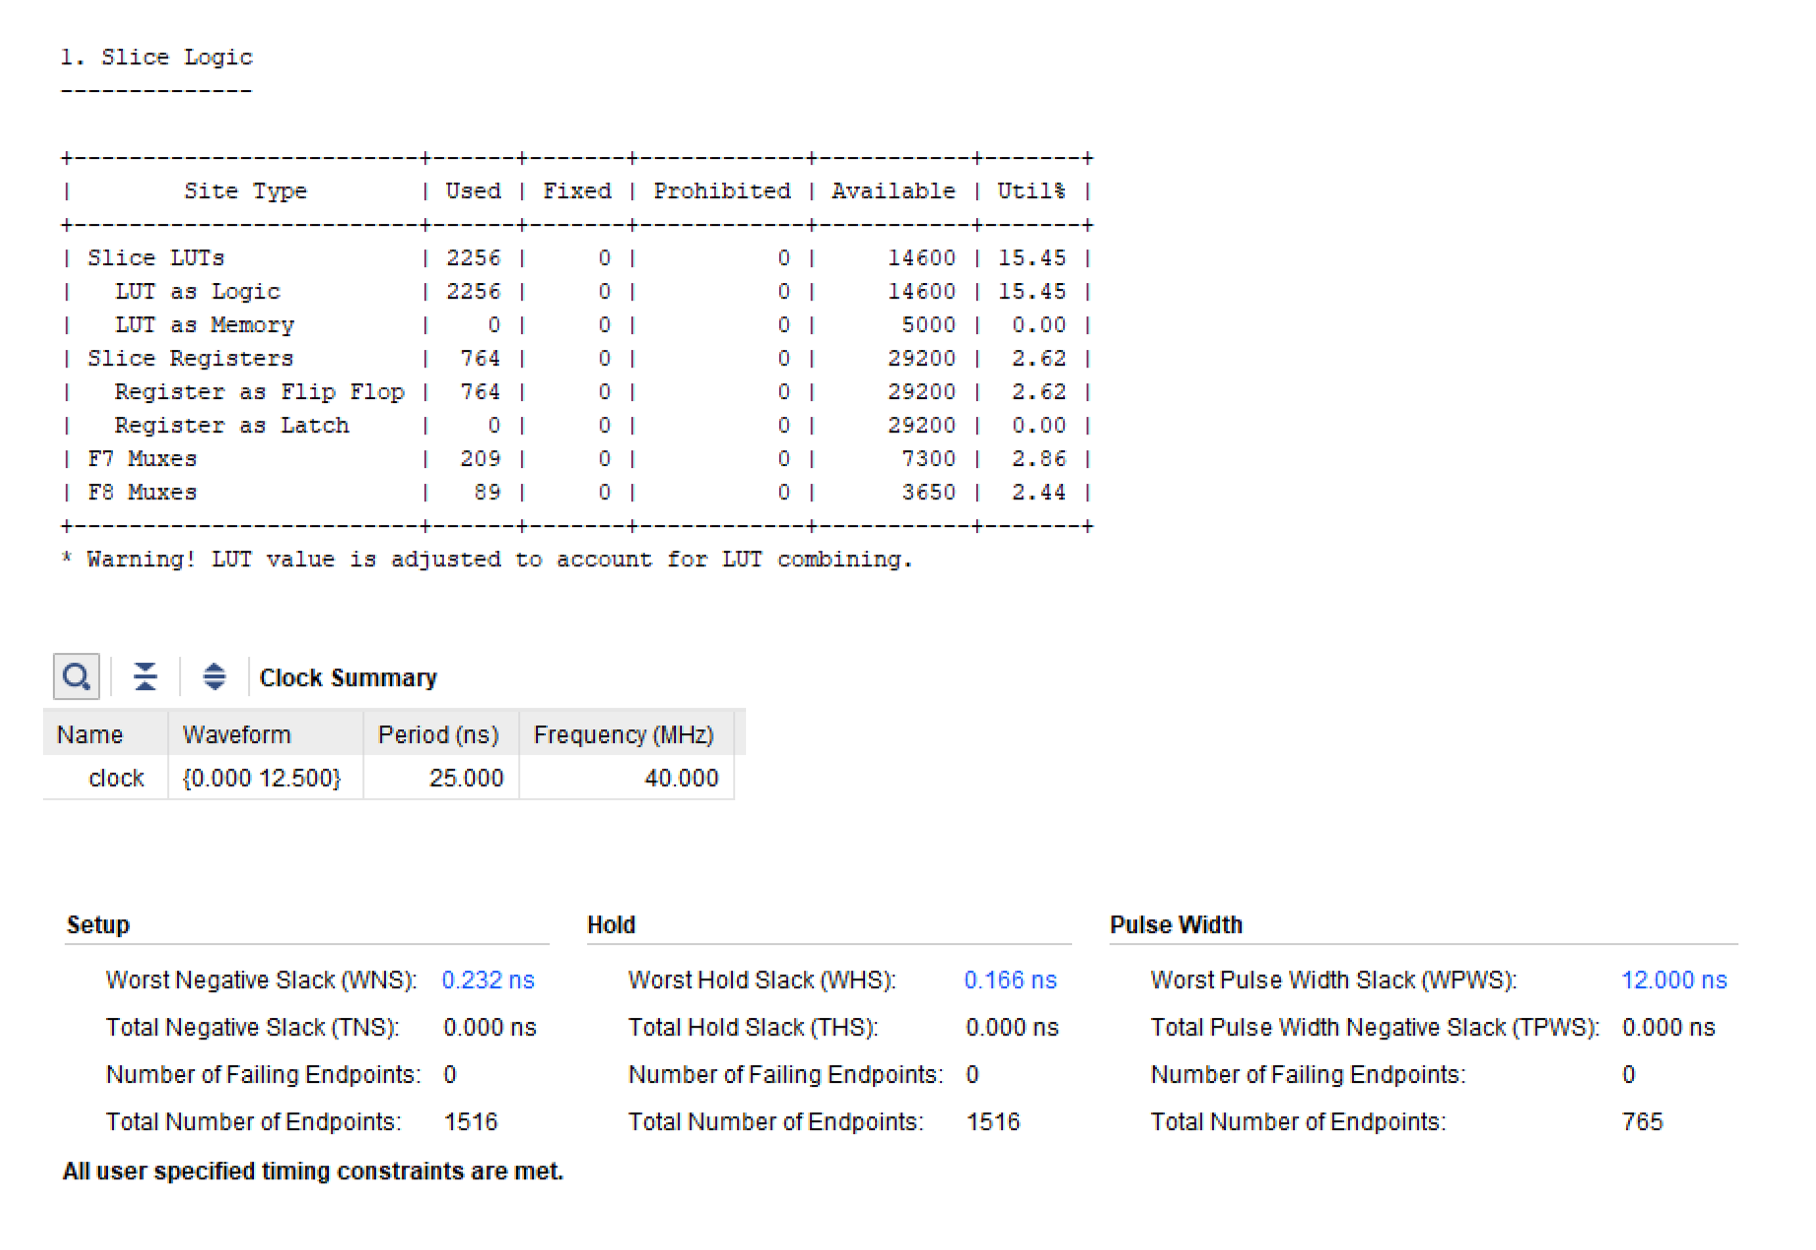 1. Slice Logic
--------------
+-------------------------+------+-------+------------+-----------+-------+
|        Site Type        | Used | Fixed | Prohibited | Available | Util% |
+-------------------------+------+-------+------------+-----------+-------+
| Slice LUTs              | 2256 |     0 |          0 |     14600 | 15.45 |
|   LUT as Logic          | 2256 |     0 |          0 |     14600 | 15.45 |
|   LUT as Memory         |    0 |     0 |          0 |      5000 |  0.00 |
| Slice Registers         |  764 |     0 |          0 |     29200 |  2.62 |
|   Register as Flip Flop |  764 |     0 |          0 |     29200 |  2.62 |
|   Register as Latch     |    0 |     0 |          0 |     29200 |  0.00 |
| F7 Muxes                |  209 |     0 |          0 |      7300 |  2.86 |
| F8 Muxes                |   89 |     0 |          0 |      3650 |  2.44 |
+-------------------------+------+-------+------------+-----------+-------+
* Warning! LUT value is adjusted to account for LUT combining.
Clock Summary
Name Waveform Period (ns) Frequency (MHz)
clock {0.000 12.500} 25.000 40.000
Setup Hold Pulse Width
Worst Negative Slack (WNS): 0.232 ns Worst Hold Slack (WHS): 0.166 ns Worst Pulse Width Slack (WPWS): 12.000 ns
Total Negative Slack (TNS): 0.000 ns Total Hold Slack (THS): 0.000 ns Total Pulse Width Negative Slack (TPWS): 0.000 ns
Number of Failing Endpoints: 0 Number of Failing Endpoints: 0 Number of Failing Endpoints: 0
Total Number of Endpoints: 1516 Total Number of Endpoints: 1516 Total Number of Endpoints: 765
All user specified timing constraints are met.